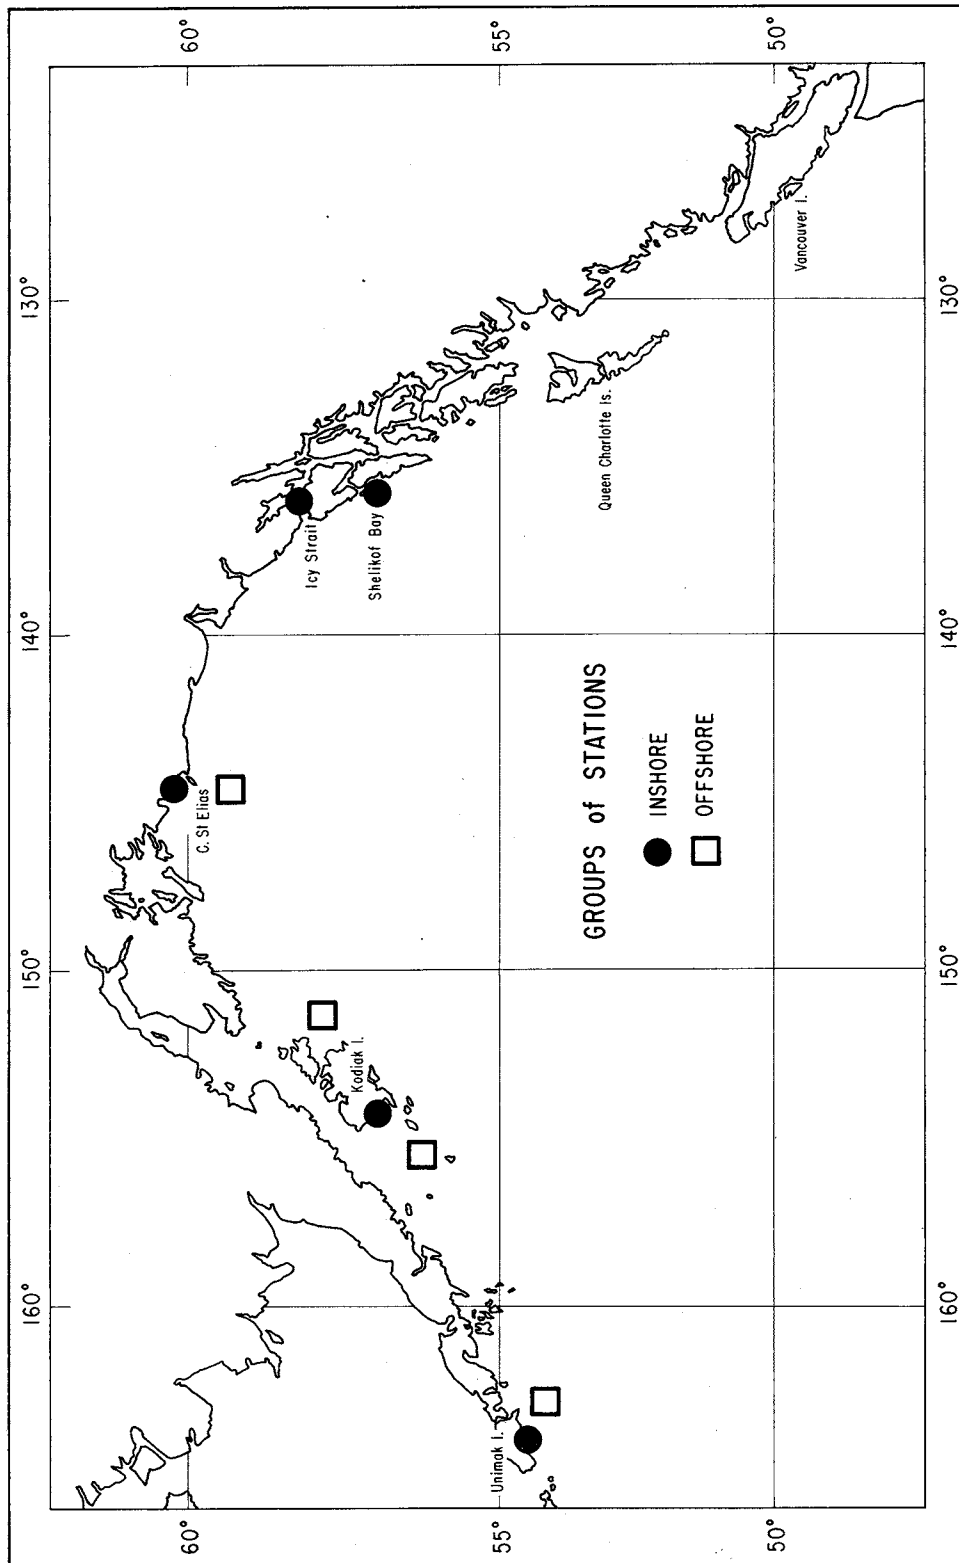 160°
150°
140°
130°
60°
60°
55°
55°
50°
50°
C. St Elias
Icy Strait
Shelikof Bay
Kodiak I.
Unimak I.
Queen Charlotte Is.
Vancouver I.
GROUPS of STATIONS
INSHORE
OFFSHORE
160°
150°
140°
130°